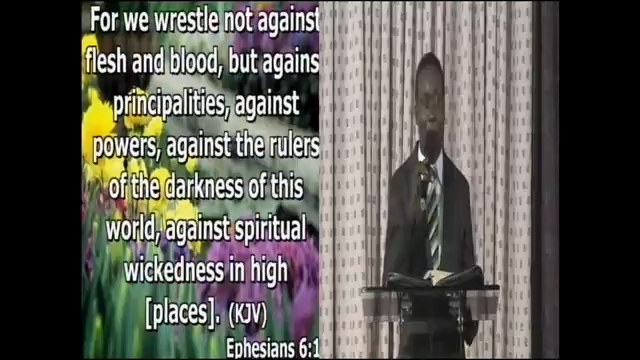 For we wrestle not against
flesh and blood, but agains
principalities, against
powers, against the rulers
of the darkness of this
world, against spiritual
wickedness in high
[places]. (KJV)
Ephesians 6:1